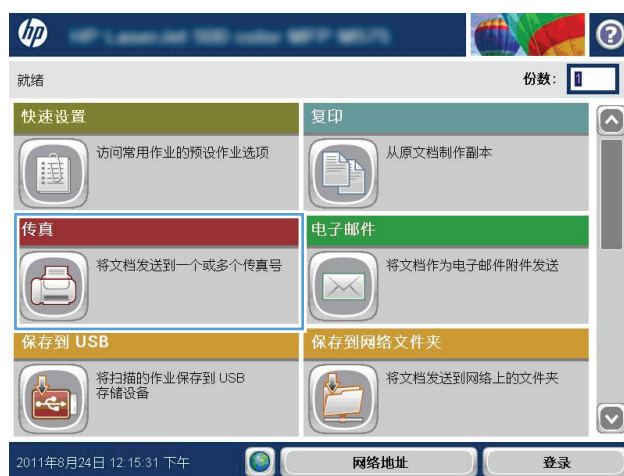 hp
就绪
份数: 1
快速设置
复印
访问常用作业的预设作业选项
从原文档制作副本
传真
电子邮件
将文档发送到一个或多个传真号
将文档作为电子邮件附件发送
保存到 USB
保存到网络文件夹
将扫描的作业保存到 USB
存储设备
将文档发送到网络上的文件夹
2011年8月24日 12:15:31 下午
网络地址
登录